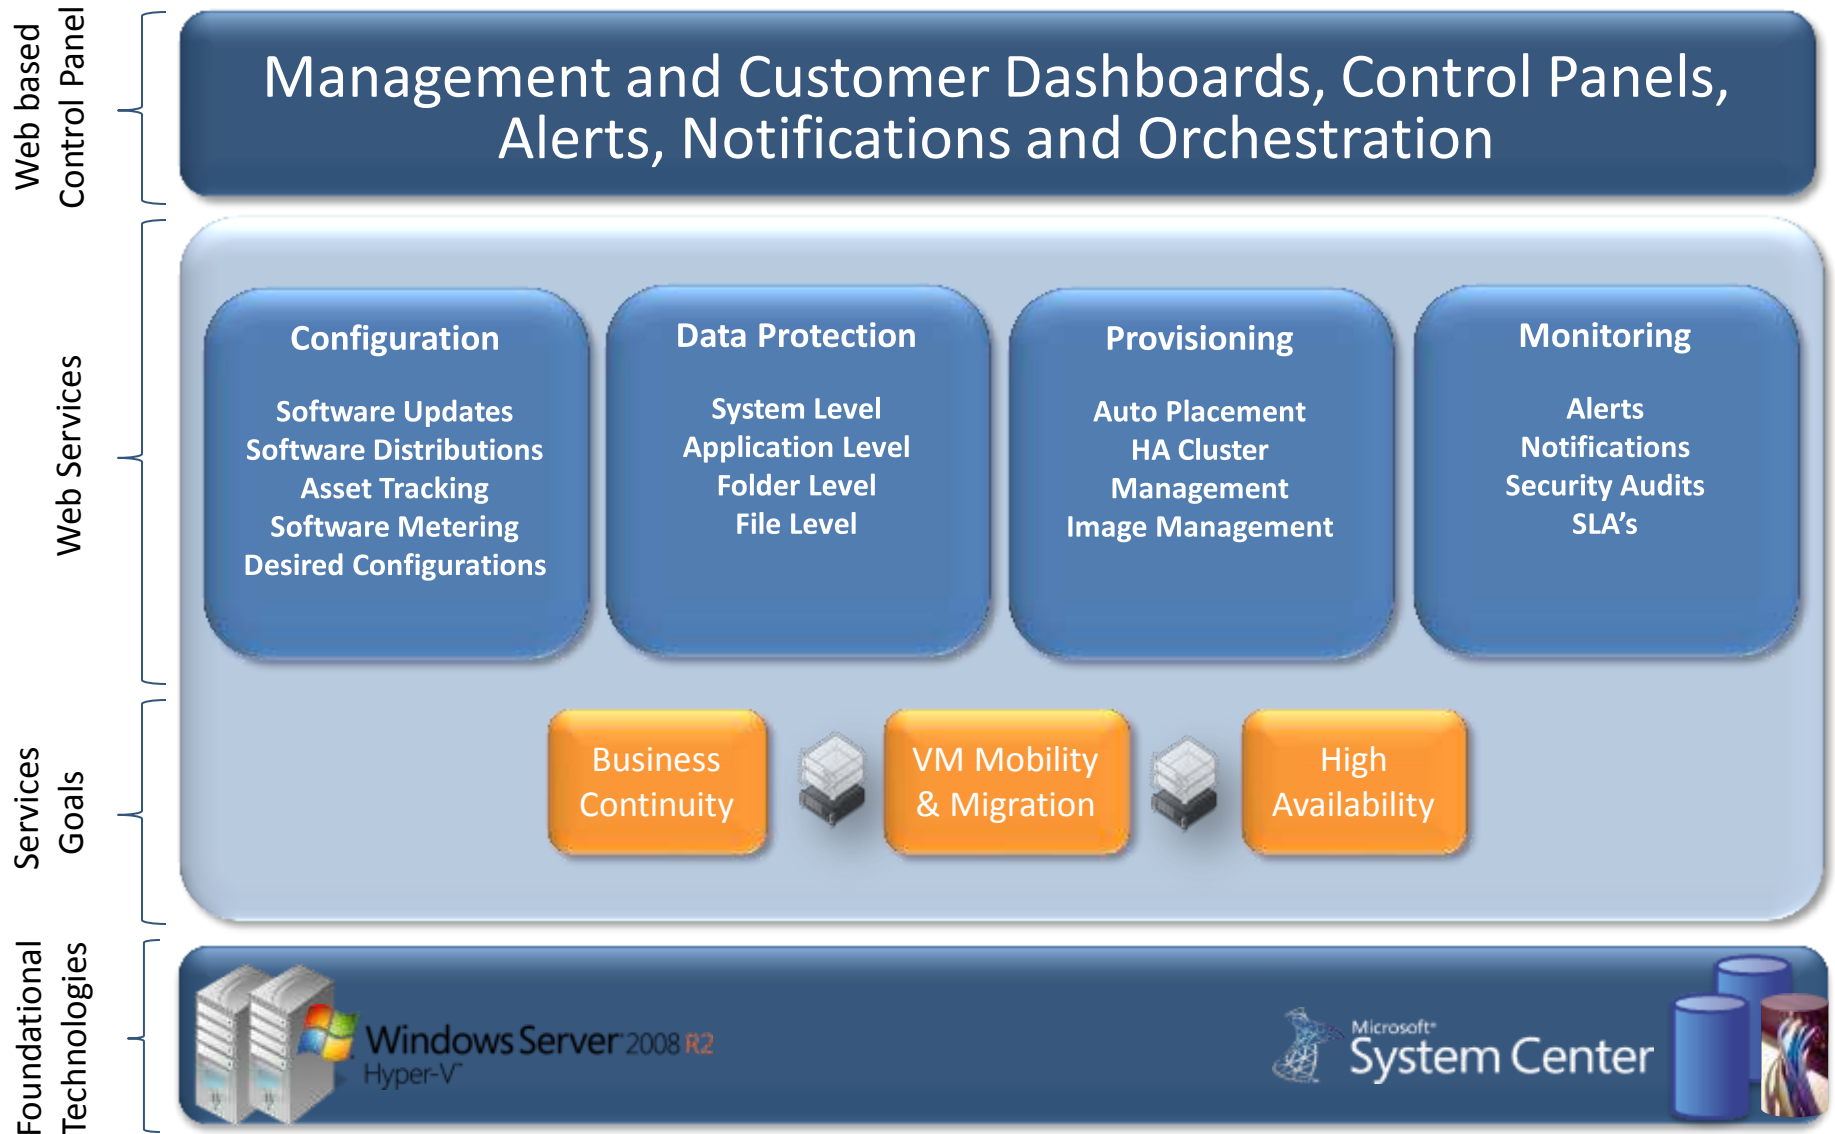 Web based
Control Panel
Management and Customer Dashboards, Control Panels,
Alerts, Notifications and Orchestration
Web Services
Configuration
Software Updates
Software Distributions
Asset Tracking
Software Metering
Desired Configurations
Data Protection
System Level
Application Level
Folder Level
File Level
Provisioning
Auto Placement
HA Cluster
Management
Image Management
Monitoring
Alerts
Notifications
Security Audits
SLA’s
Services
Goals
Business
Continuity
VM Mobility
& Migration
High
Availability
Foundational
Technologies
Windows Server 2008 R2
Hyper-V
Microsoft
System Center